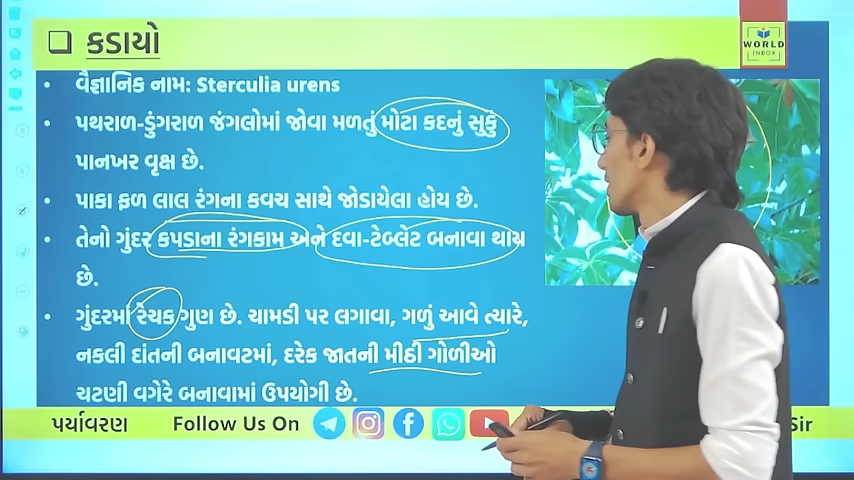 ❑ કડાયો
WORLD
INBOX
• વૈજ્ઞાનિક નામ: Sterculia urens
• પથરાળ-ડુંગરાળ જંગલોમાં જોવા મળતું મોટા કદનું સુકું
પાનખર વૃક્ષ છે.
• પાકા ફળ લાલ રંગના કવચ સાથે જોડાયેલા હોય છે.
• તેનો ગુંદર કપડાના રંગકામ અને દવા-ટેબ્લેટ બનાવા થાય
છે.
• ગુંદરમાં રેચક ગુણ છે. ચામડી પર લગાવા, ગળું આવે ત્યારે,
નકલી દાંતની બનાવટમાં, દરેક જાતની મીઠી ગોળીઓ
ચટણી વગેરે બનાવામાં ઉપયોગી છે.
પર્યાવરણ Follow Us On Sir